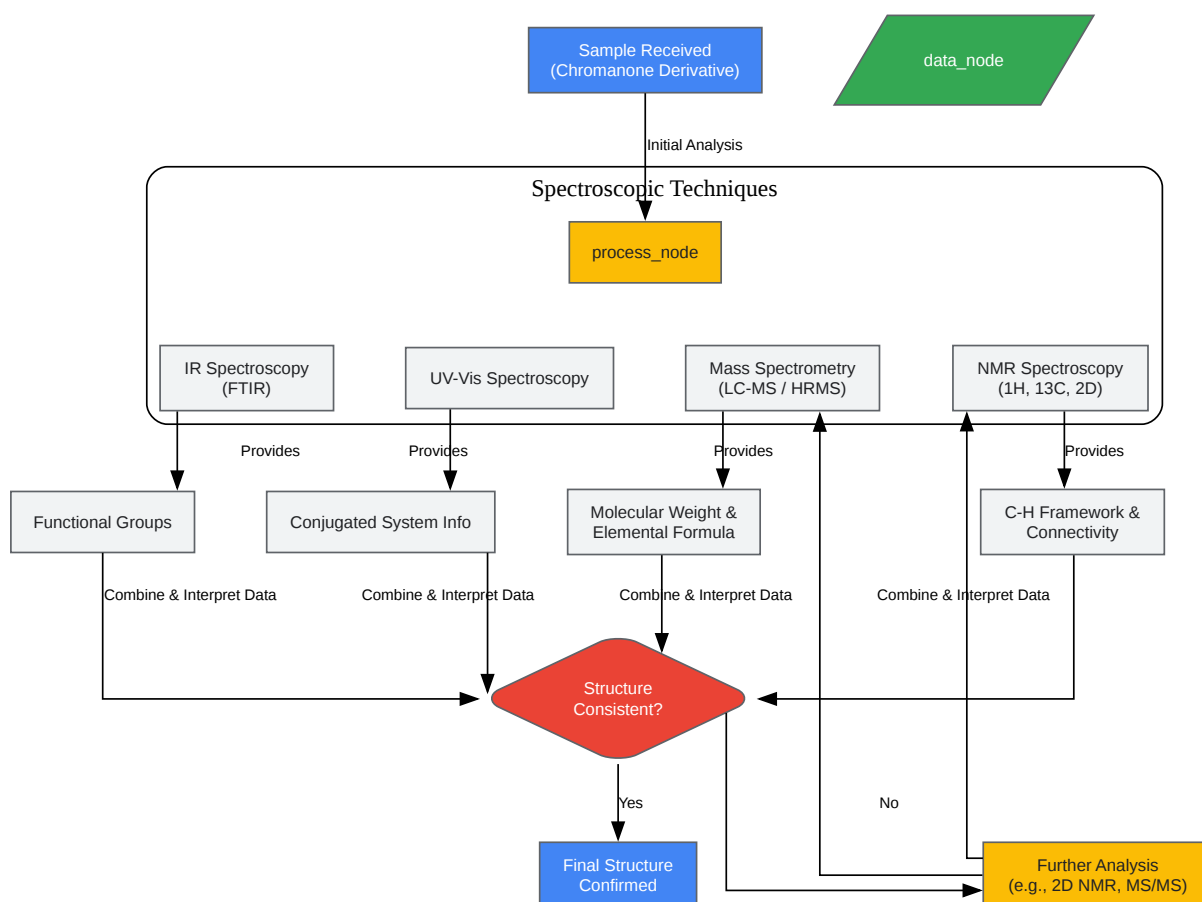 Sample Received
(Chromanone Derivative)
data_node
Initial Analysis
Spectroscopic Techniques
process_node
IR Spectroscopy
(FTIR)
UV-Vis Spectroscopy
Mass Spectrometry
(LC-MS / HRMS)
NMR Spectroscopy
(1H, 13C, 2D)
Provides
Provides
Provides
Provides
Functional Groups
Conjugated System Info
Molecular Weight &
Elemental Formula
C-H Framework &
Connectivity
Combine & Interpret Data
Combine & Interpret Data
Combine & Interpret Data
Combine & Interpret Data
Structure
Consistent?
Yes
No
Final Structure
Confirmed
Further Analysis
(e.g., 2D NMR, MS/MS)